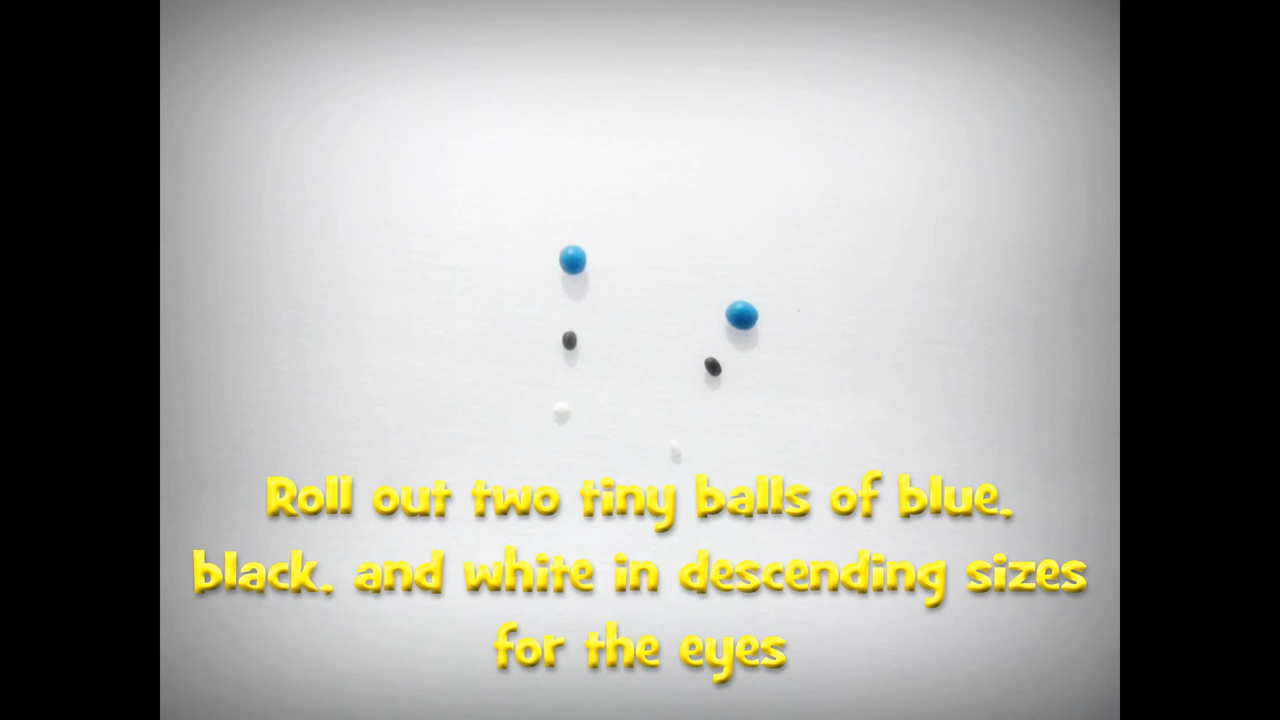 Roll out two tiny balls of blue,
black, and white in descending sizes
for the eyes